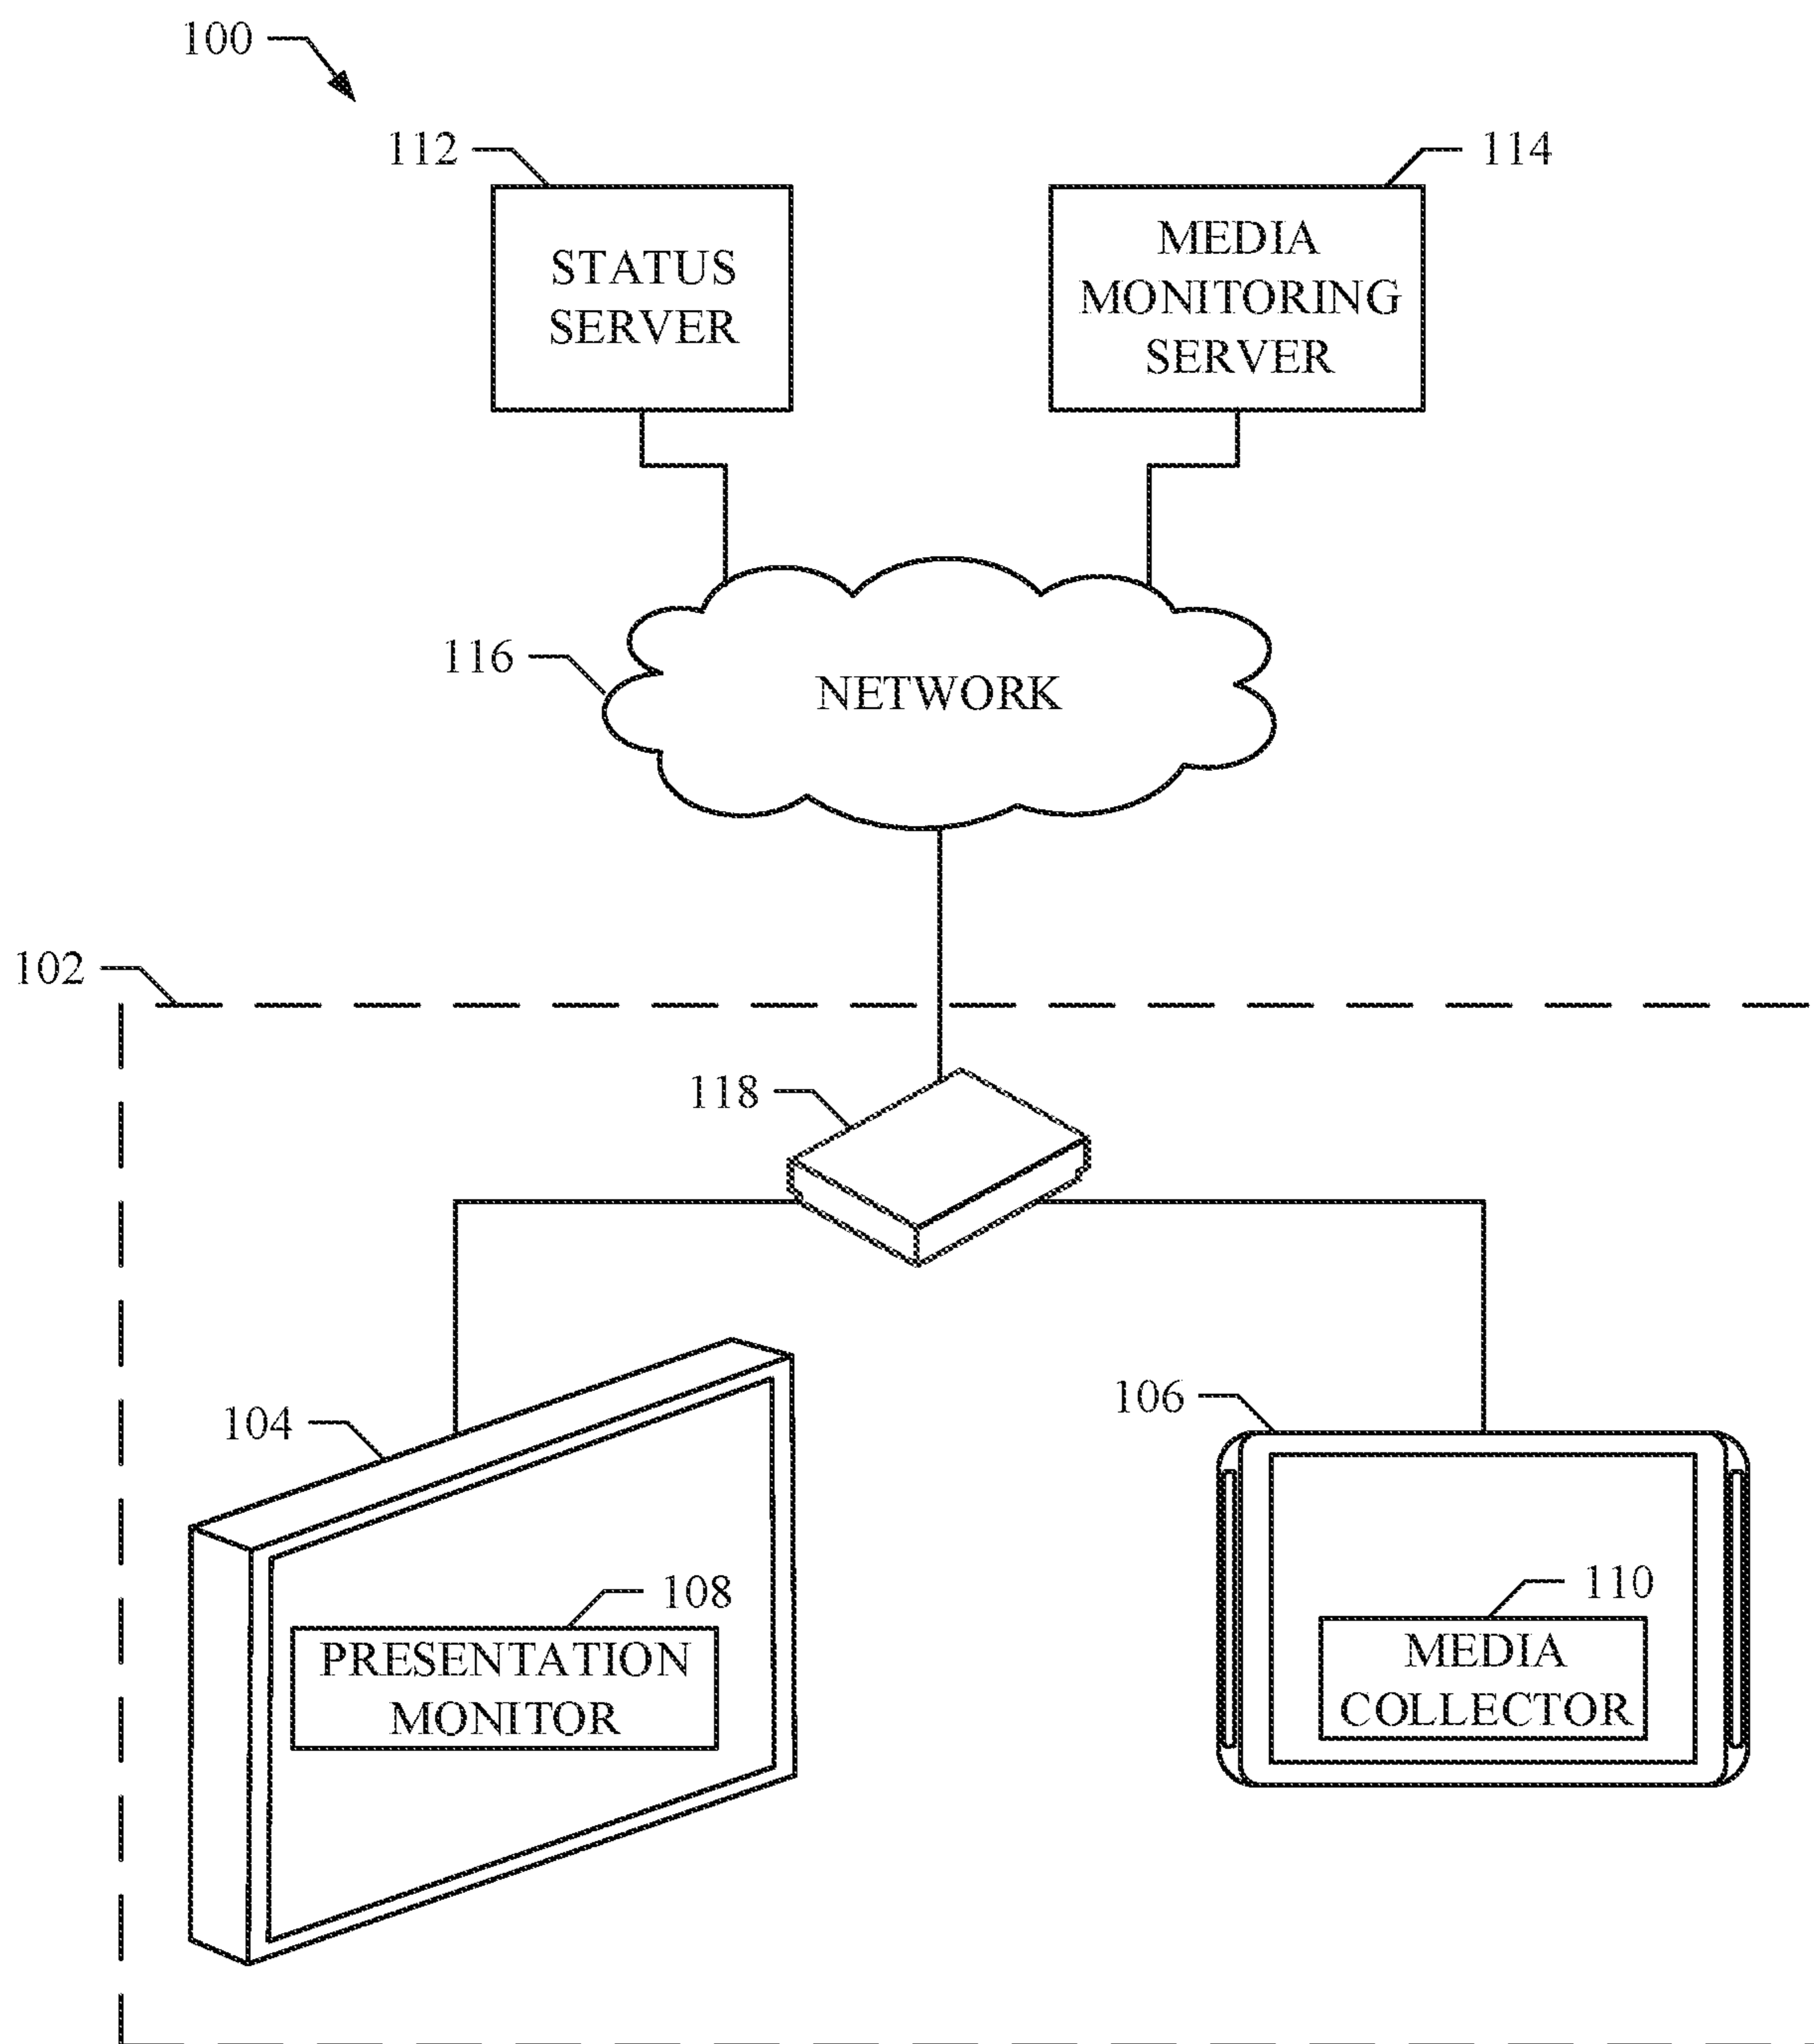 100
112
114
STATUS
SERVER
MEDIA
MONITORING
SERVER
116
NETWORK
102
118
104
106
108
PRESENTATION
MONITOR
110
MEDIA
COLLECTOR